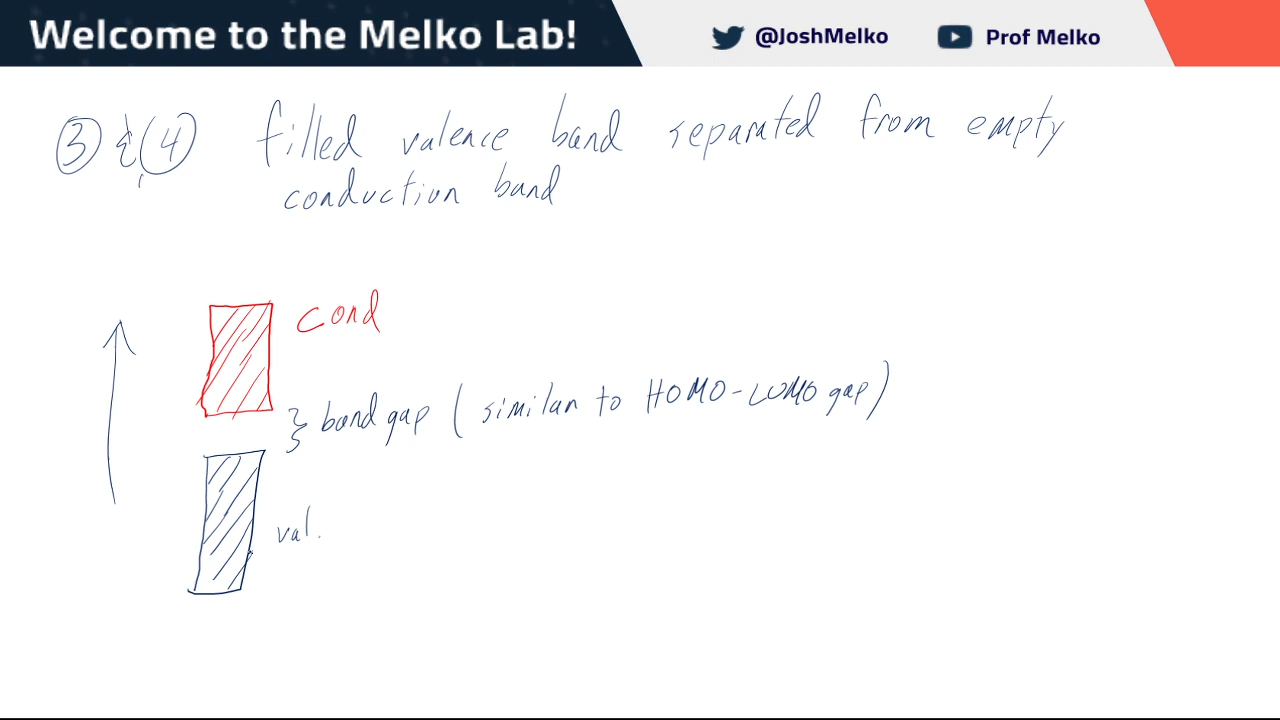 Welcome to the Melko Lab!
@JoshMelko
Prof Melko
③ & ④ filled valence band separated from empty
conduction band
cond
} band gap (similar to HOMO-LUMO gap)
val.